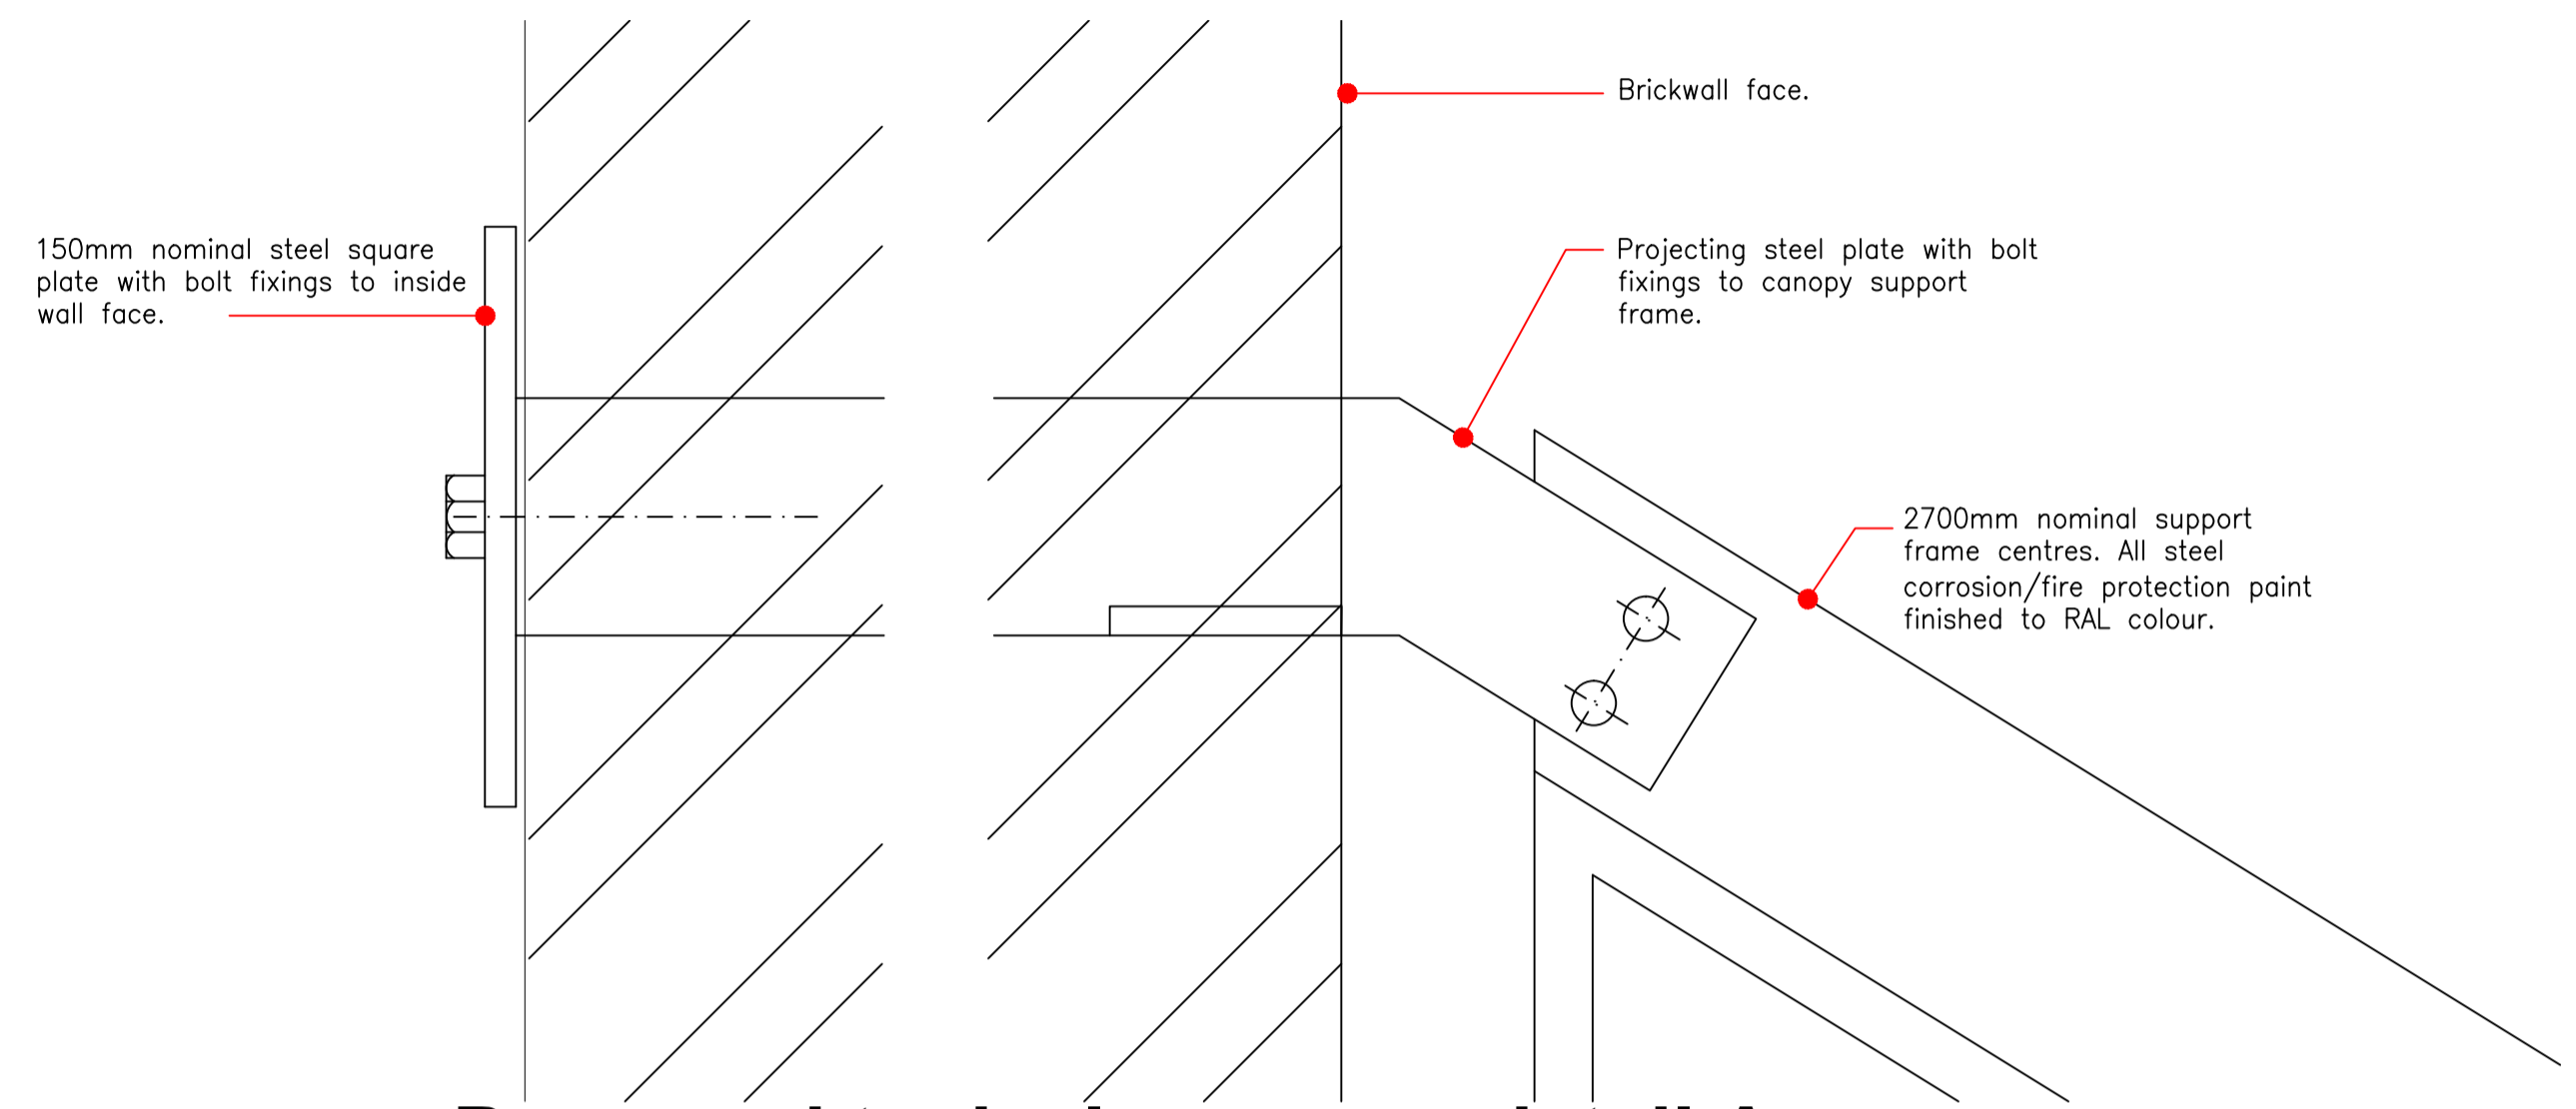 Brickwall face.
150mm nominal steel square
plate with bolt fixings to inside
wall face.
Projecting steel plate with bolt
fixings to canopy support
frame.
2700mm nominal support
frame centres. All steel
corrosion/fire protection paint
finished to RAL colour.